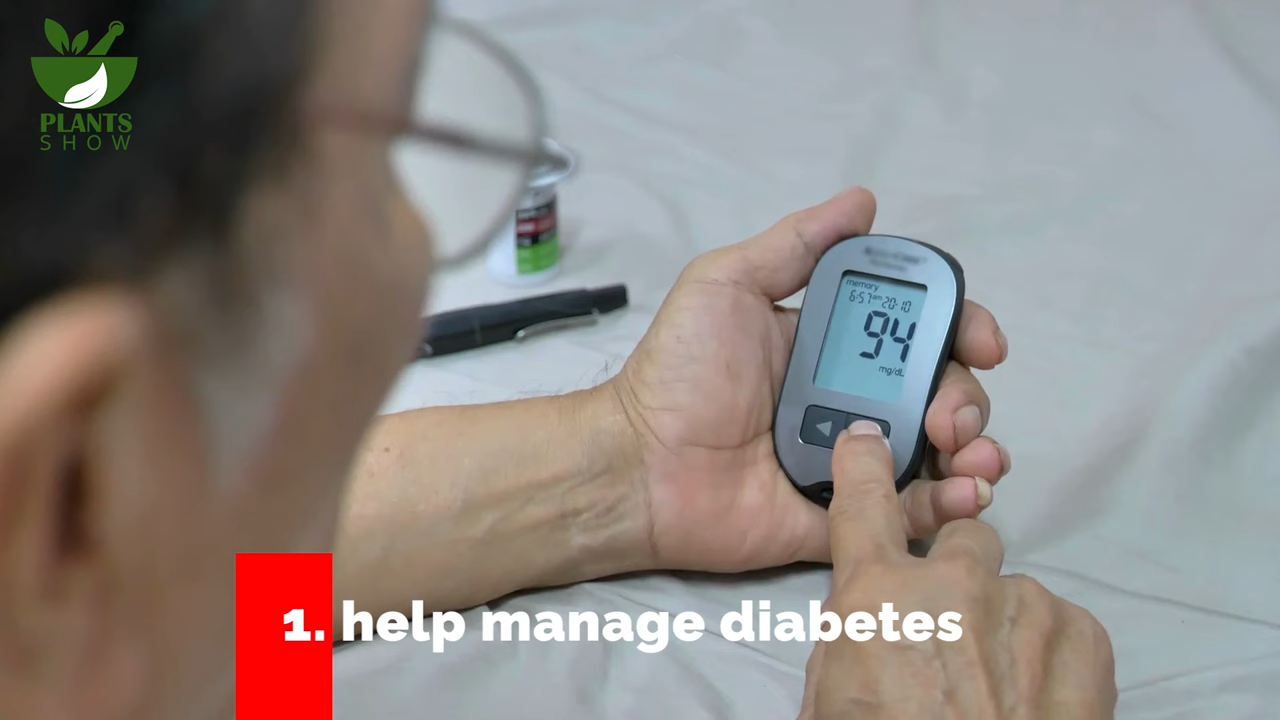 PLANTS
SHOW
memory
6:57am 20-10
94
mg/dL
1. help manage diabetes